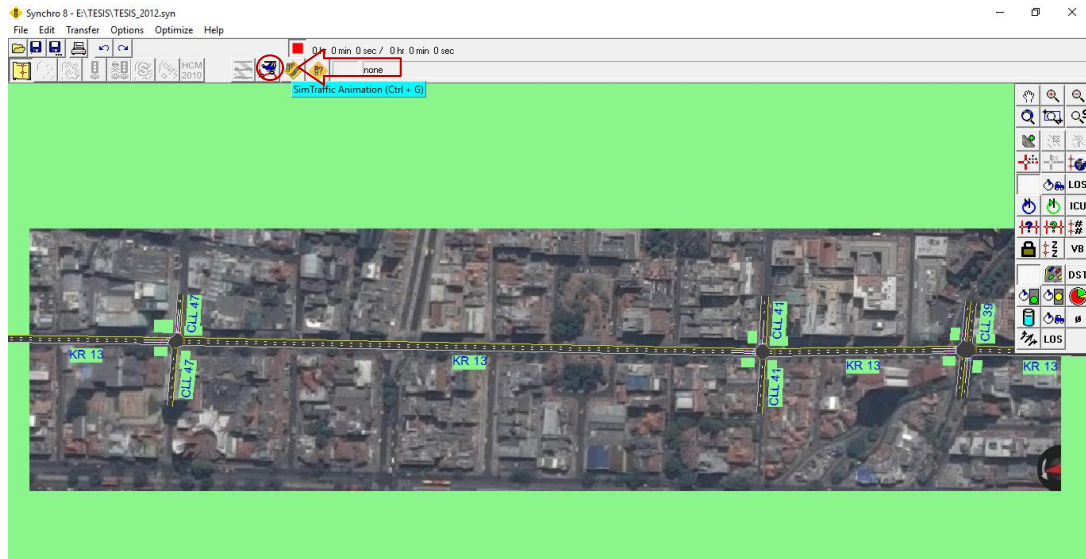 Synchro 8 - E:\TESIS\TESIS_2012.syn
File Edit Transfer Options Optimize Help
0 hr 0 min 0 sec / 0 hr 0 min 0 sec
HCM
2010
none
SimTraffic Animation (Ctrl + G)
LOS
ICU
VB
DST
ø
LOS
CLL 47
CLL 41
CLL 39
KR 13
KR 13
KR 13
KR 13
CLL 47
CLL 41